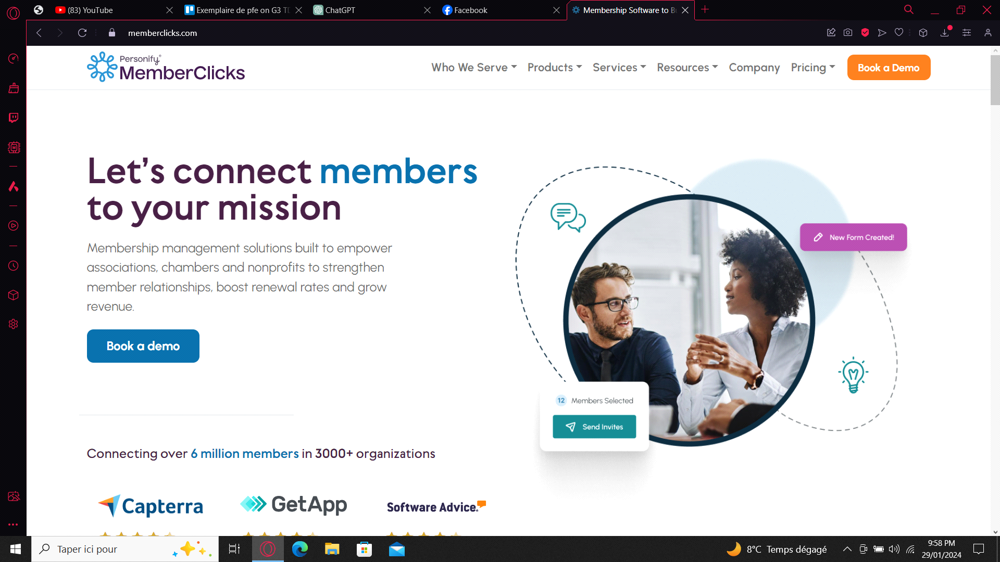 (83) YouTube
Exemplaire de pfe on G3
ChatGPT
Facebook
Membership Software to
memberclicks.com
Personify®
MemberClicks
Who We Serve
Products
Services
Resources
Company
Pricing
Book a Demo
Let's connect members
to your mission
Membership management solutions built to empower
associations, chambers and nonprofits to strengthen
member relationships, boost renewal rates and grow
revenue.
Book a demo
New Form Created!
12 Members Selected
Send Invites
Connecting over 6 million members in 3000+ organizations
Capterra
GetApp
Software Advice.
Taper ici pour
8°C Temps dégagé
9:58 PM
29/01/2024